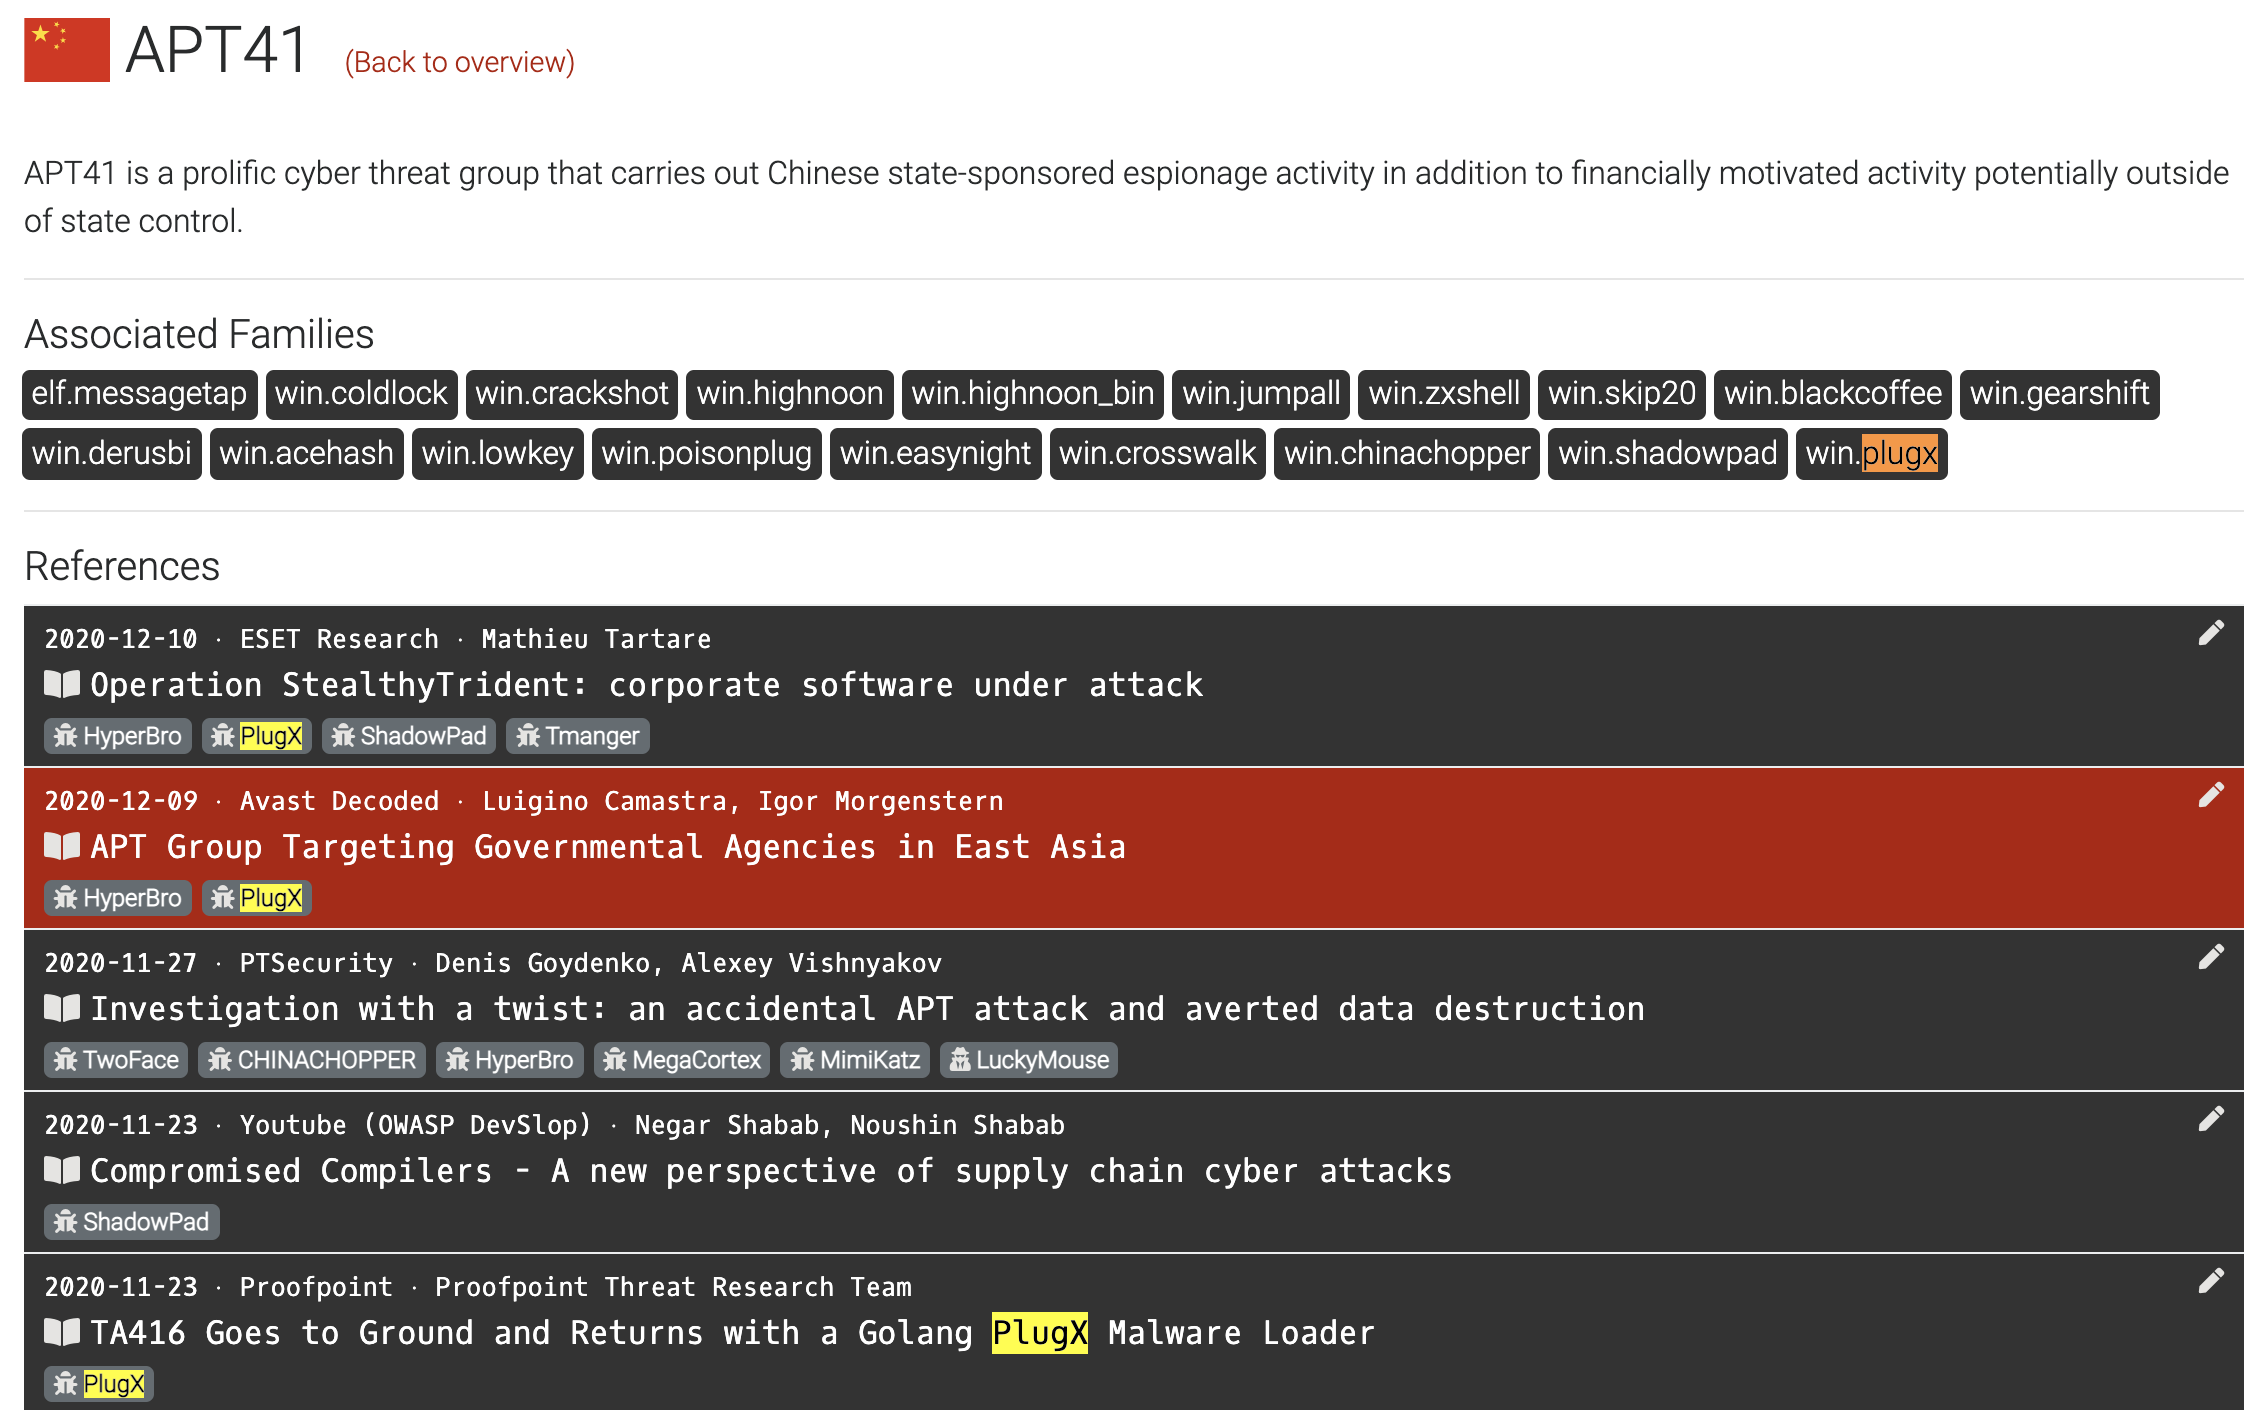 APT41 (Back to overview)
APT41 is a prolific cyber threat group that carries out Chinese state-sponsored espionage activity in addition to financially motivated activity potentially outside
of state control.
Associated Families
elf.messagetap win.coldlock win.crackshot win.highnoon win.highnoon_bin win.jumpall win.zxshell win.skip20 win.blackcoffee win.gearshift
win.derusbi win.acehash win.lowkey win.poisonplug win.easynight win.crosswalk win.chinachopper win.shadowpad win.plugx
References
2020-12-10 · ESET Research · Mathieu Tartare
Operation StealthyTrident: corporate software under attack
HyperBro PlugX ShadowPad Tmanger
2020-12-09 · Avast Decoded · Luigino Camastra, Igor Morgenstern
APT Group Targeting Governmental Agencies in East Asia
HyperBro PlugX
2020-11-27 · PTSecurity · Denis Goydenko, Alexey Vishnyakov
Investigation with a twist: an accidental APT attack and averted data destruction
TwoFace CHINACHOPPER HyperBro MegaCortex MimiKatz LuckyMouse
2020-11-23 · Youtube (OWASP DevSlop) · Negar Shabab, Noushin Shabab
Compromised Compilers - A new perspective of supply chain cyber attacks
ShadowPad
2020-11-23 · Proofpoint · Proofpoint Threat Research Team
TA416 Goes to Ground and Returns with a Golang PlugX Malware Loader
PlugX